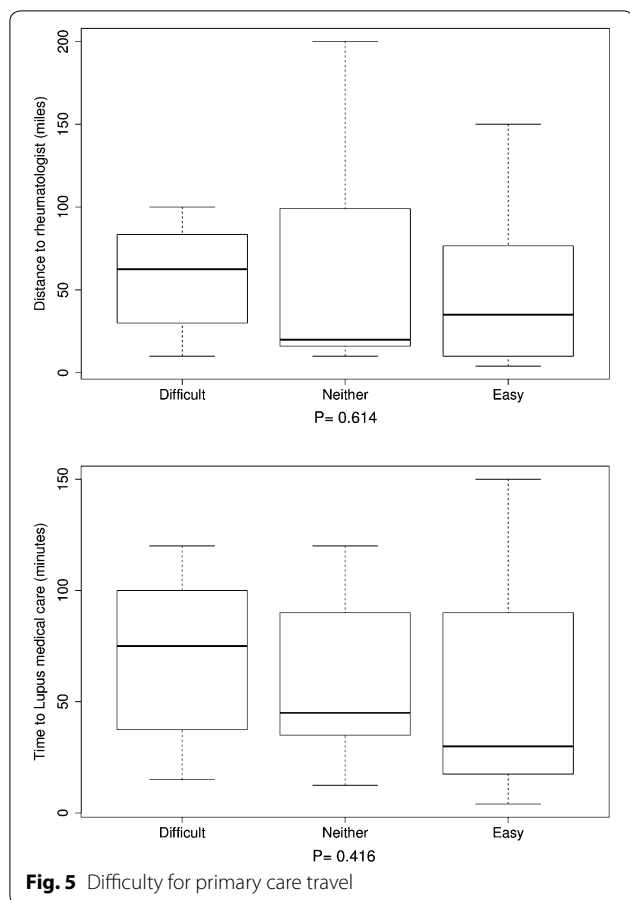 Distance to rheumatologist (miles)
200
150
100
50
0
Difficult Neither Easy
P= 0.614
Time to Lupus medical care (minutes)
150
100
50
0
Difficult Neither Easy
P= 0.416
Fig. 5 Difficulty for primary care travel